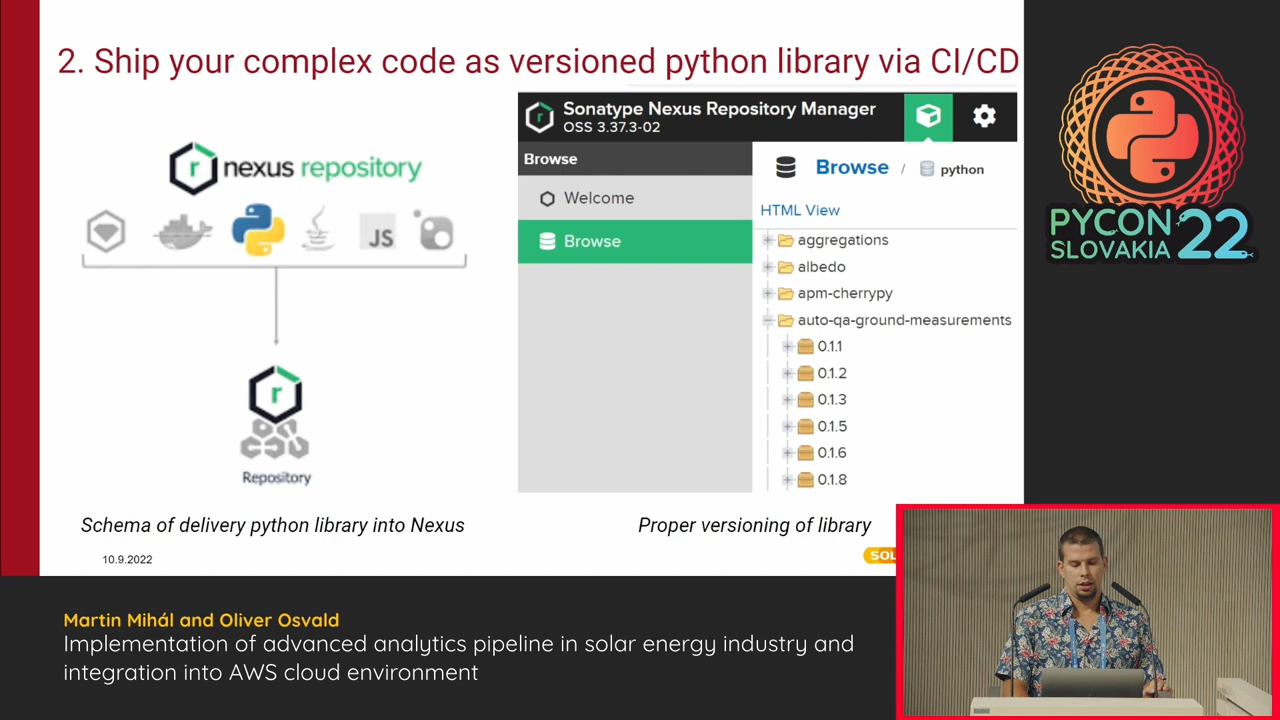 2. Ship your complex code as versioned python library via CI/CD
nexus repository
JS
Repository
Schema of delivery python library into Nexus
Sonatype Nexus Repository Manager
OSS 3.37.3-02
Browse
Welcome
Browse
Browse / python
HTML View
aggregations
albedo
apm-cherrypy
auto-qa-ground-measurements
0.1.1
0.1.2
0.1.3
0.1.5
0.1.6
0.1.8
Proper versioning of library
10.9.2022
SOL
PYCON
SLOVAKIA 22
Martin Mihál and Oliver Osvald
Implementation of advanced analytics pipeline in solar energy industry and
integration into AWS cloud environment